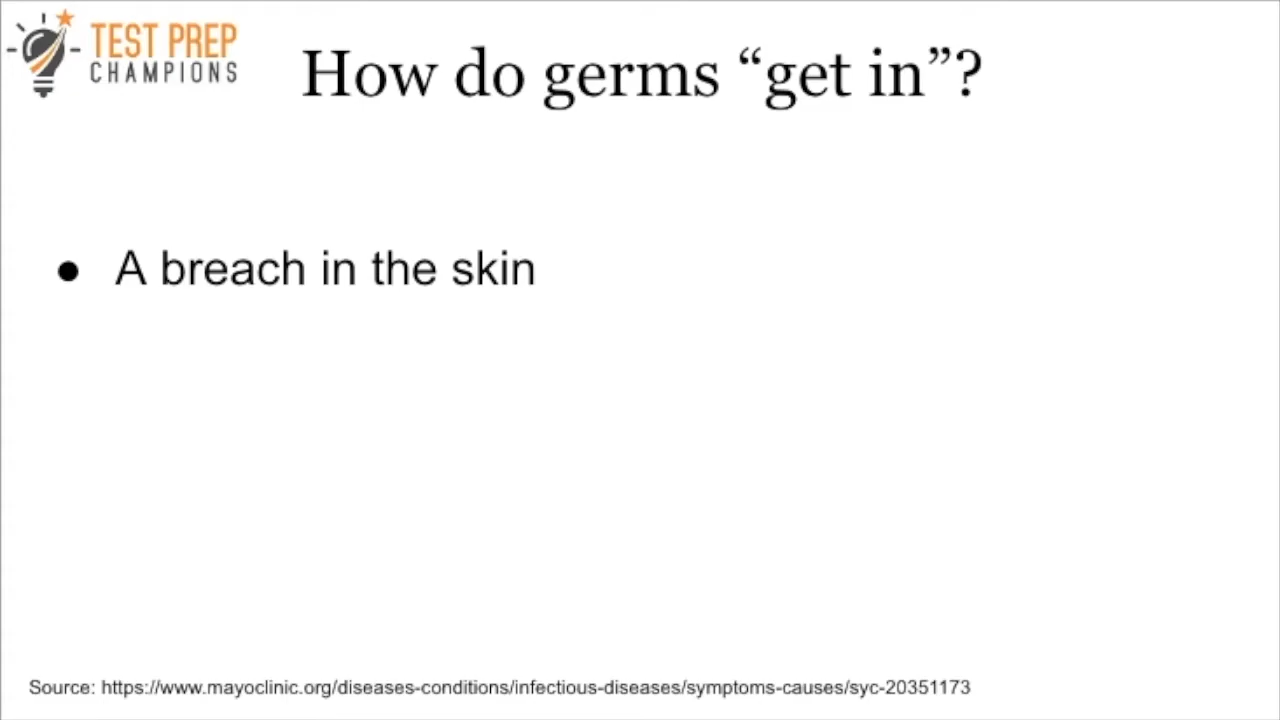 TEST PREP
CHAMPIONS
How do germs “get in”?
● A breach in the skin
Source: https://www.mayoclinic.org/diseases-conditions/infectious-diseases/symptoms-causes/syc-20351173